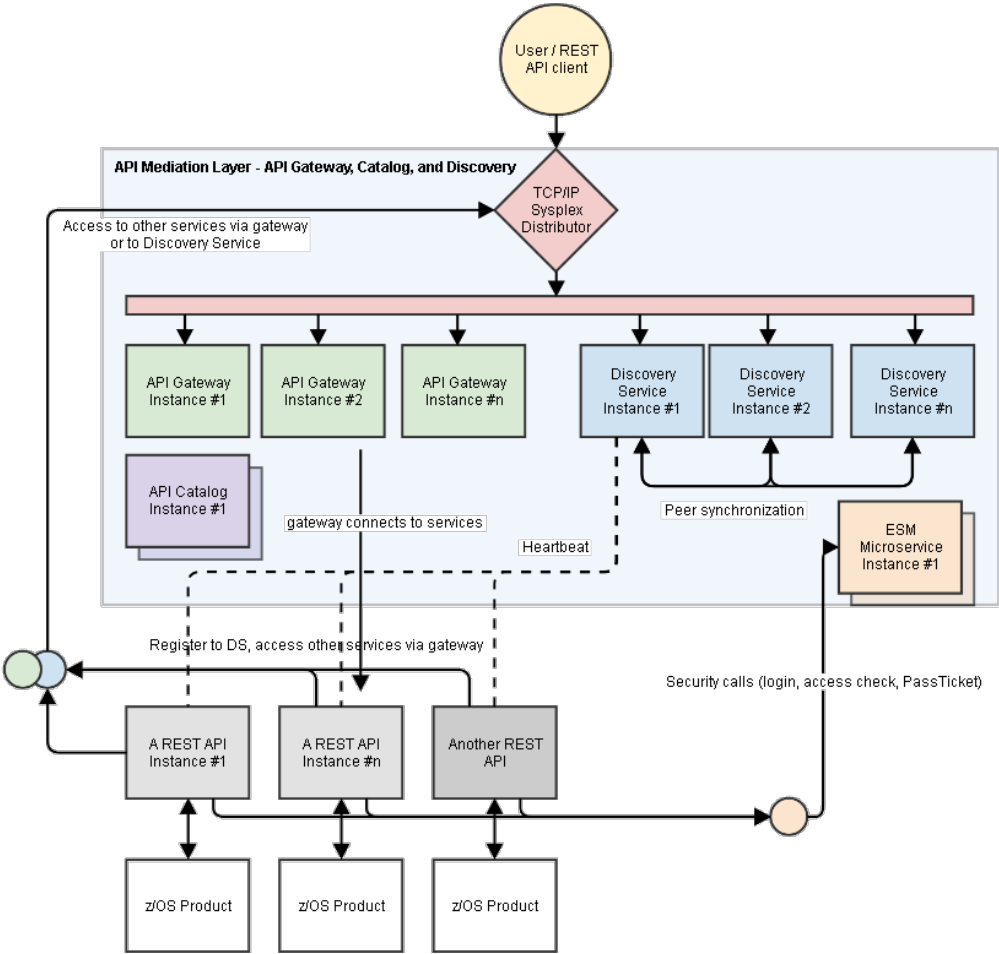 User / REST
API client
API Mediation Layer - API Gateway, Catalog, and Discovery
TCP/IP
Sysplex
Distributor
Access to other services via gateway
or to Discovery Service
API Gateway
Instance #1
API Gateway
Instance #2
API Gateway
Instance #n
Discovery
Service
Instance #1
Discovery
Service
Instance #2
Discovery
Service
Instance #n
API Catalog
Instance #1
gateway connects to services
Peer synchronization
Heartbeat
ESM
Microservice
Instance #1
Register to DS, access other services via gateway
Security calls (login, access check, PassTicket)
A REST API
Instance #1
A REST API
Instance #n
Another REST
API
z/OS Product
z/OS Product
z/OS Product